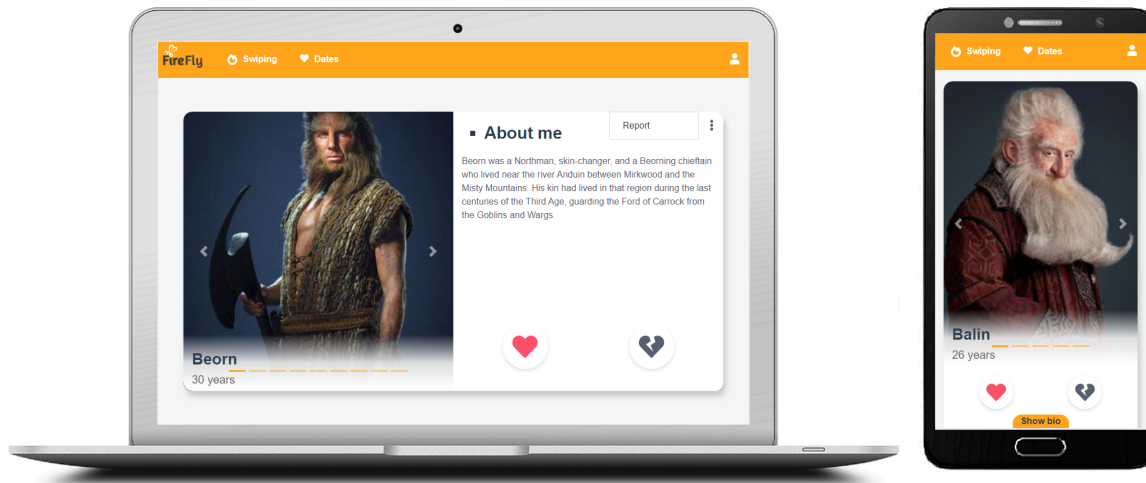 FireFly
Swiping
Dates
About me
Report
Beorn was a Northman, skin-changer, and a Beorning chieftain
who lived near the river Anduin between Mirkwood and the
Misty Mountains. His kin had lived in that region during the last
centuries of the Third Age, guarding the Ford of Carrock from
the Goblins and Wargs.
Beorn
30 years
Swiping
Dates
Balin
26 years
Show bio